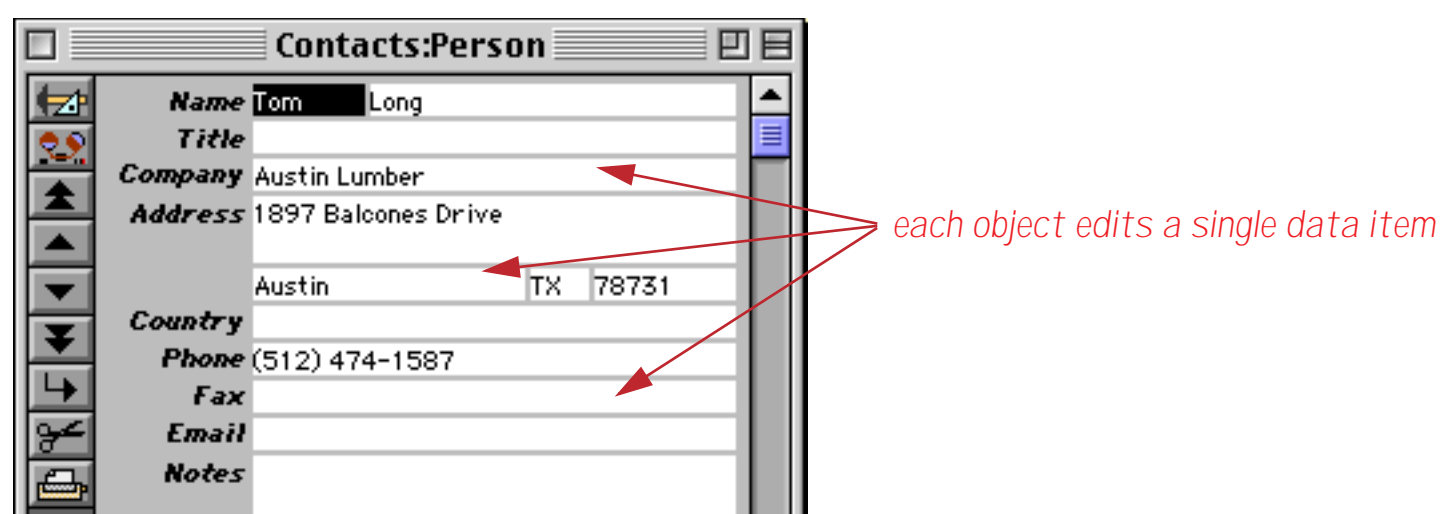 Contacts:Person
Name Tom Long
Title
Company Austin Lumber
Address 1897 Balcones Drive
each object edits a single data item
Austin TX 78731
Country
Phone (512) 474-1587
Fax
Email
Notes